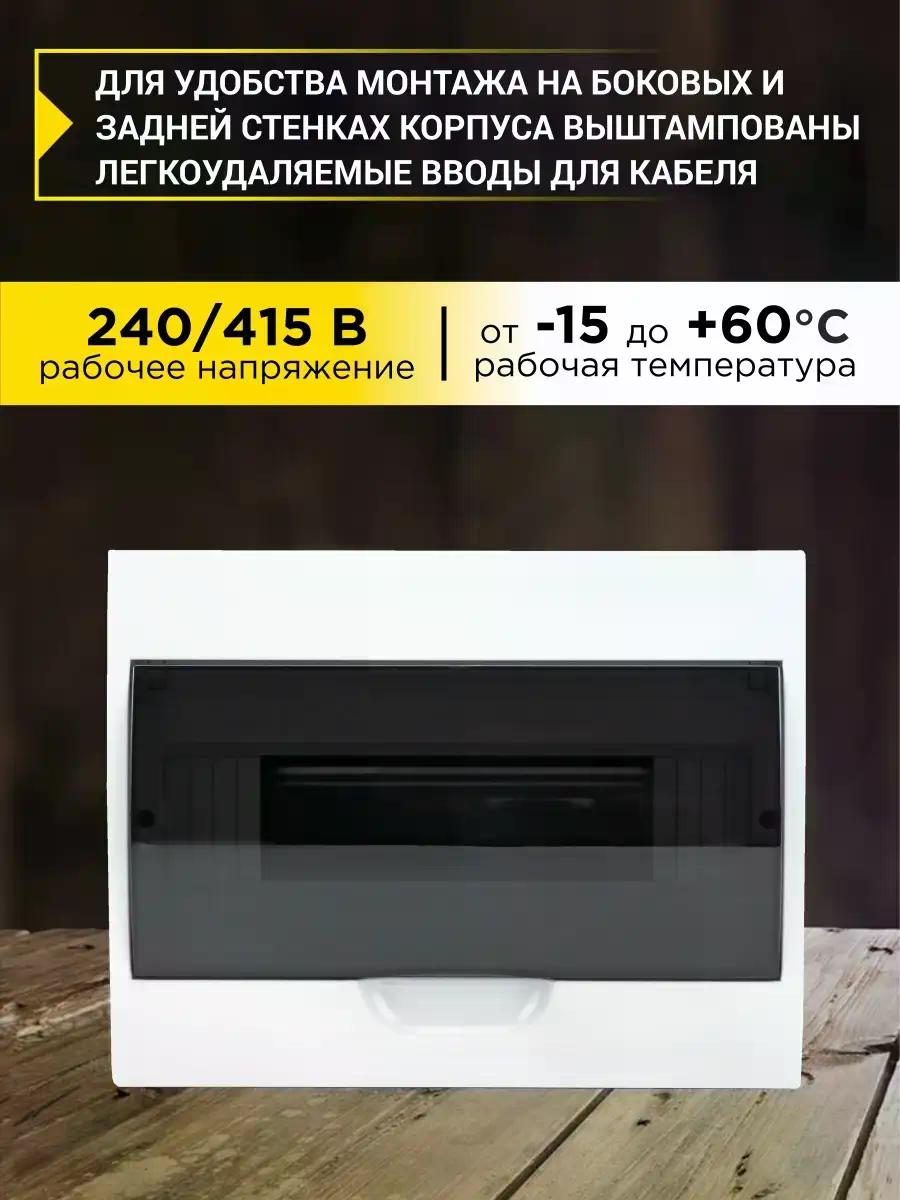 ДЛЯ УДОБСТВА МОНТАЖА НА БОКОВЫХ И
ЗАДНЕЙ СТЕНКАХ КОРПУСА ВЫШТАМПОВАНЫ
ЛЕГКОУДАЛЯЕМЫЕ ВВОДЫ ДЛЯ КАБЕЛЯ
240/415 В
рабочее напряжение
от -15 до +60°C
рабочая температура